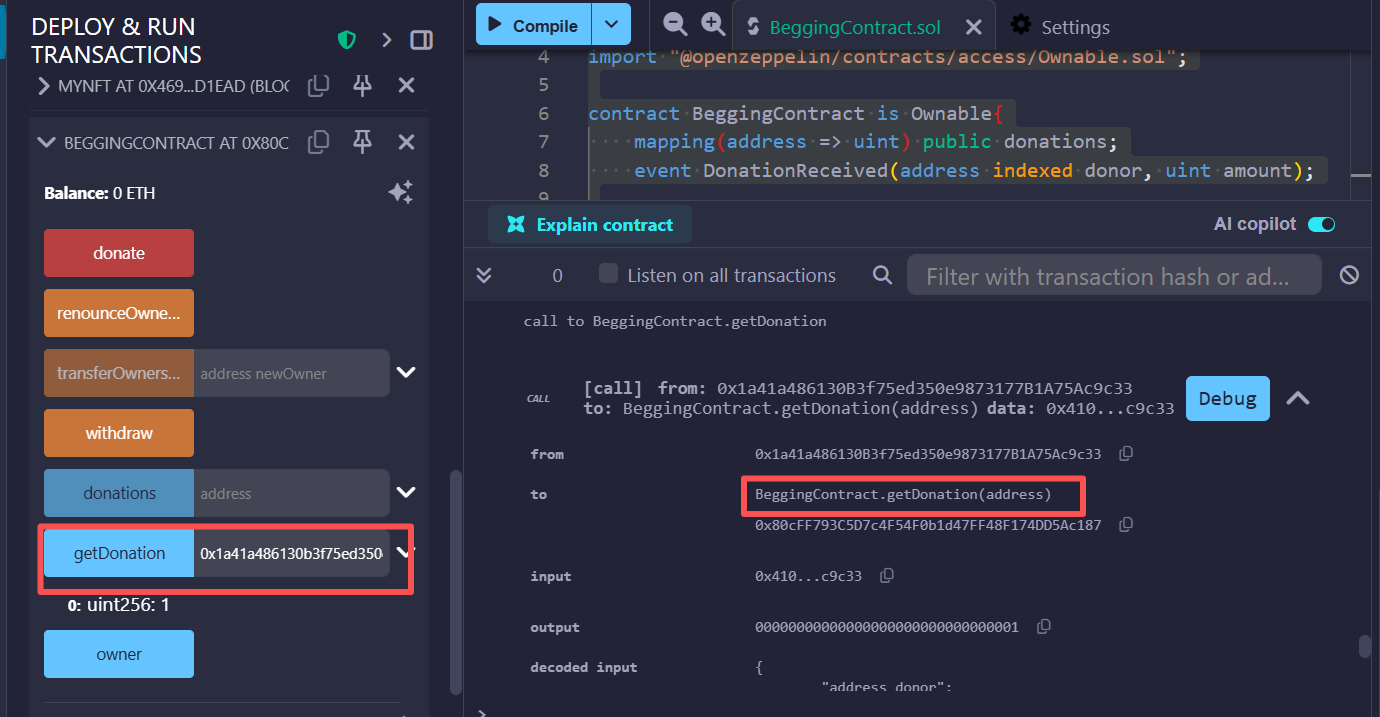 DEPLOY & RUN
TRANSACTIONS
MYNFT AT 0X469...D1EAD (BLOC
BEGGINGCONTRACT AT 0X80C
Balance: 0 ETH
donate
renounceOwne...
transferOwners...
address newOwner
withdraw
donations
address
getDonation
0x1a41a486130b3f75ed350
0: uint256: 1
owner
Compile
BeggingContract.sol
Settings
4 import "@openzeppelin/contracts/access/Ownable.sol";
5
6 contract BeggingContract is Ownable{
7 mapping(address => uint) public donations;
8 event DonationReceived(address indexed donor, uint amount);
9
Explain contract
AI copilot
0
Listen on all transactions
Filter with transaction hash or ad...
call to BeggingContract.getDonation
CALL
[call] from: 0x1a41a486130B3f75ed350e9873177B1A75Ac9c33
to: BeggingContract.getDonation(address) data: 0x410...c9c33
Debug
from
0x1a41a486130B3f75ed350e9873177B1A75Ac9c33
to
BeggingContract.getDonation(address)
0x80cFF793C5D7c4F54F0b1d47FF48F174DD5Ac187
input
0x410...c9c33
output
00000000000000000000000000000001
decoded input
{
"address donor":